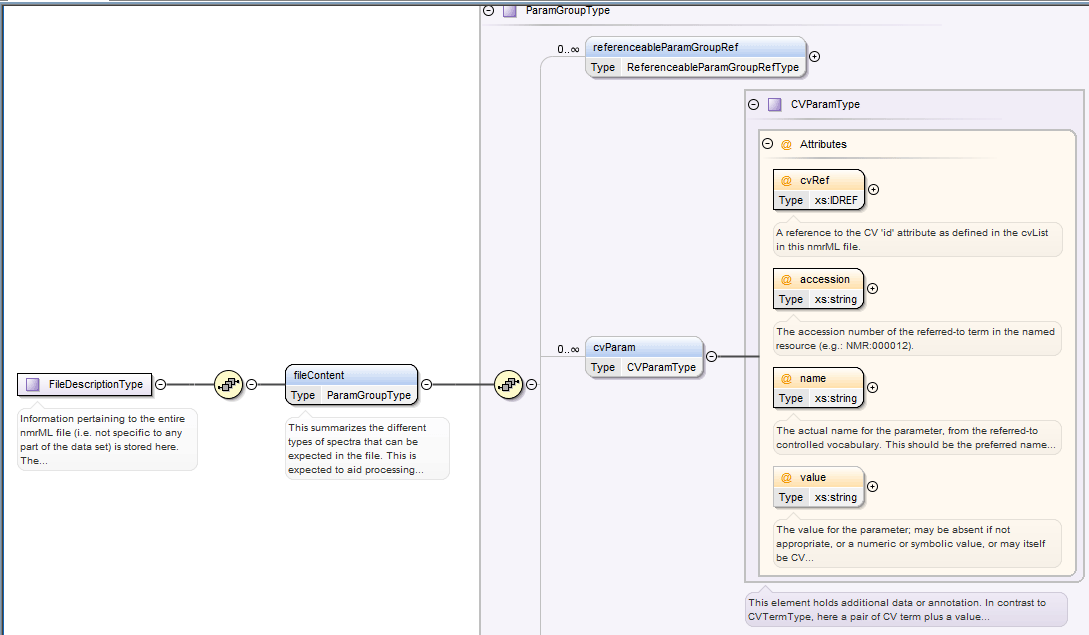 ParamGroupType
0..∞
referenceableParamGroupRef
Type ReferenceableParamGroupRefType
CVParamType
@ Attributes
@ cvRef
Type xs:IDREF
A reference to the CV 'id' attribute as defined in the cvList
in this nmrML file.
@ accession
Type xs:string
The accession number of the referred-to term in the named
resource (e.g.: NMR:000012).
0..∞
cvParam
Type CVParamType
@ name
Type xs:string
The actual name for the parameter, from the referred-to
controlled vocabulary. This should be the preferred name...
@ value
Type xs:string
The value for the parameter; may be absent if not
appropriate, or a numeric or symbolic value, or may itself
be CV...
This element holds additional data or annotation. In contrast to
CVTermType, here a pair of CV term plus a value...
FileDescriptionType
Information pertaining to the entire
nmrML file (i.e. not specific to any
part of the data set) is stored here.
The...
fileContent
Type ParamGroupType
This summarizes the different
types of spectra that can be
expected in the file. This is
expected to aid processing...